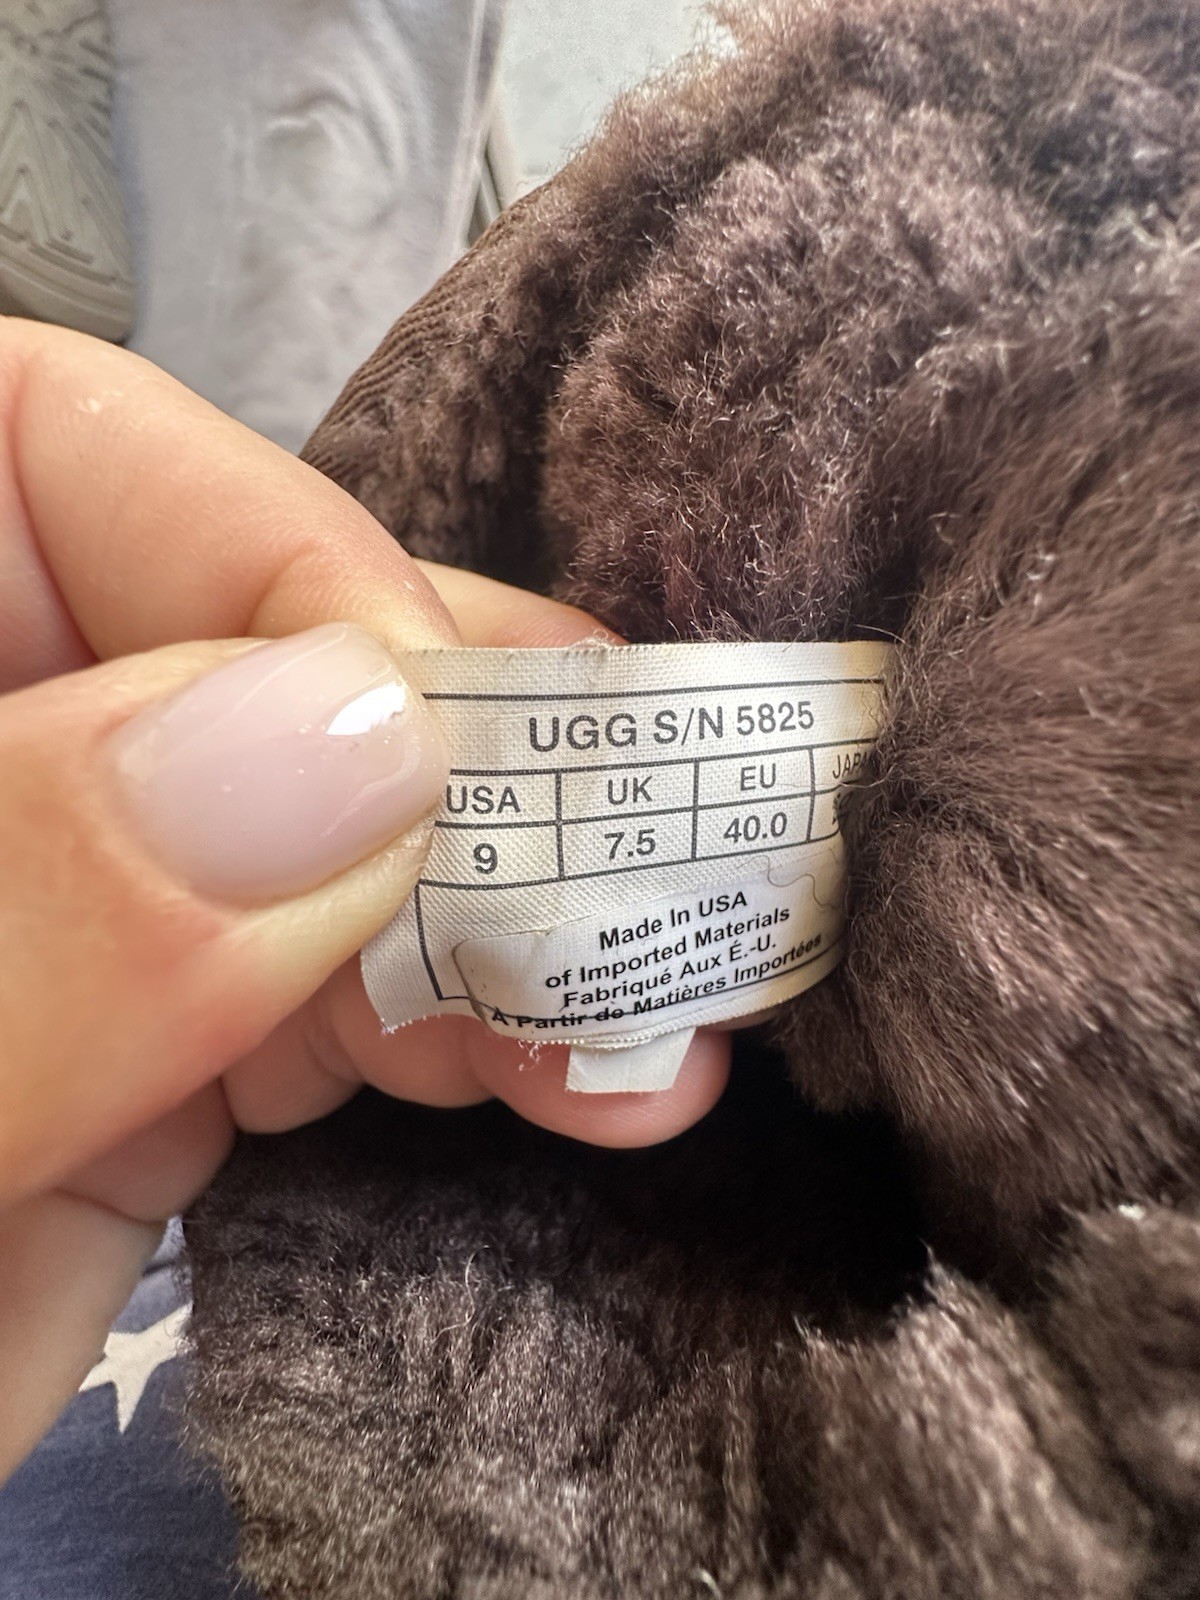 UGG S/N 5825
USA UK EU
9 7.5 40.0
Made In USA
of Imported Materials
Fabriqué Aux É.-U.
À Partir de Matières Importées